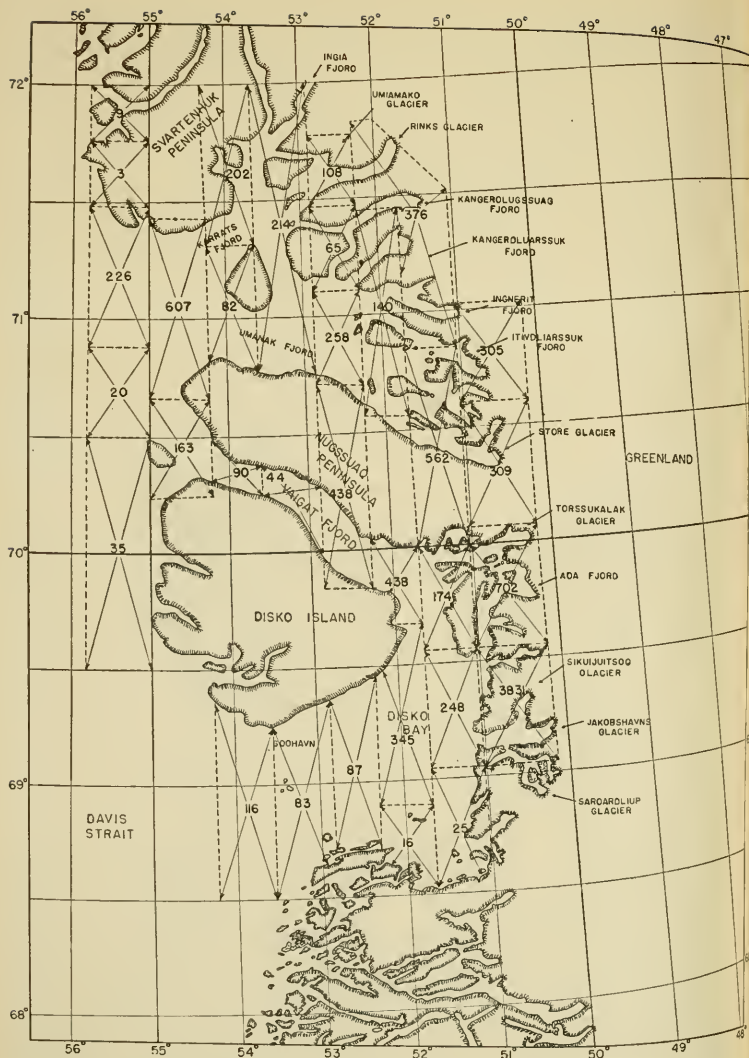 56° 55° 54° 53° 52° 51° 50° 49° 48° 47°
INGIA
FJORD
72°
UMIAMAKO
GLACIER
RINKS GLACIER
SVARTENHUK
PENINSULA
9
3
202
108
KANGEROLUGSSUAG
FJORD
376
214
KARRATS
FJORD
65
KANGEROLUARSSUK
FJORD
226
607
82
140
INGNERIT
FJORD
71°
UMANAK FJORD
258
305
ITIVDLIARSSUK
FJORD
20
NUGSSUAQ
PENINSULA
STORE GLACIER
163
90
44
438
562
309
GREENLAND
VAIGAT FJORD
TORSSUKALAK
GLACIER
35
70°
438
174
702
ADA FJORD
DISKO ISLAND
SIKUIJUITSOQ
GLACIER
383
DISKO
BAY
248
JAKOBSHAVNS
GLACIER
GODHAVN
345
3
87
69°
SARQARDLIUP
GLACIER
116
83
DAVIS
STRAIT
16
25
68°
56° 55° 54° 53° 52° 51° 50° 49° 48°